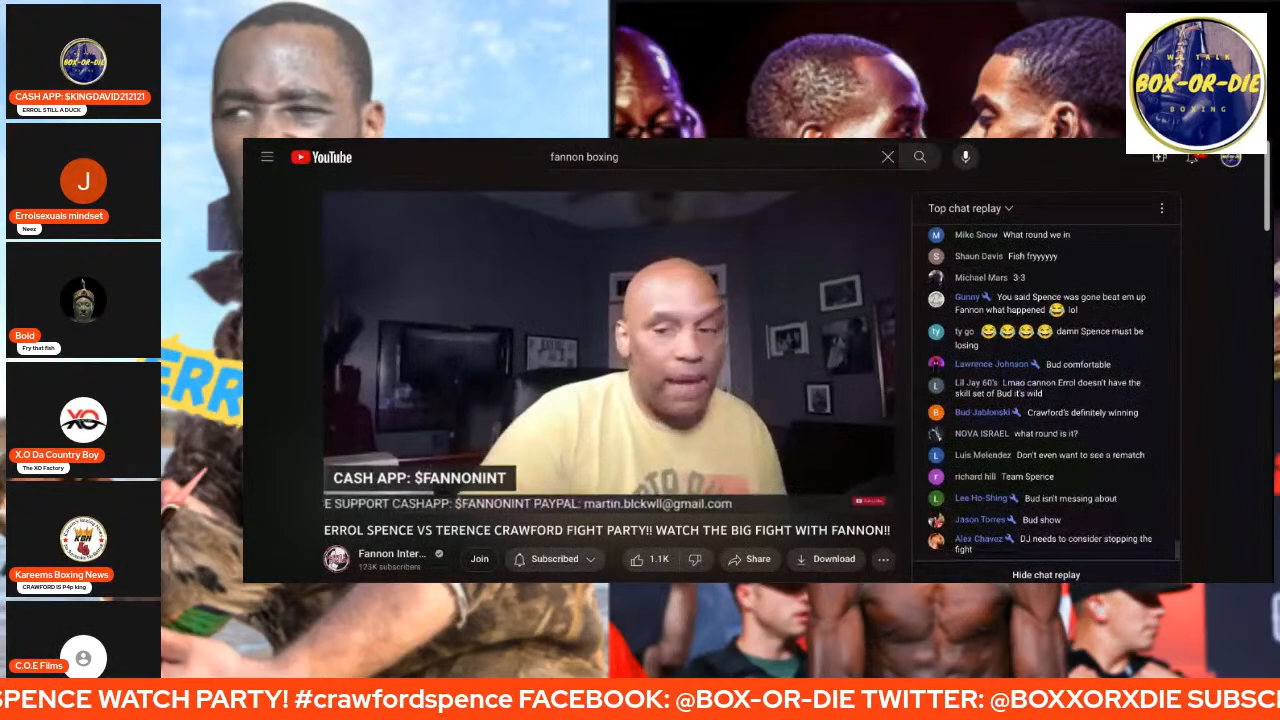 CASH APP: $KINGDAVID212121
ERROL STILL A DUCK
J
Errolsexuals mindset
Neez
Bold
Fry that fish
XO
X.O Da Country Boy
The XO Factory
KBN
Kareems Boxing News
CRAWFORD IS P4p king
C.O.E Films
ERR
WE TALK
BOX-OR-DIE
BOXING
YouTube
fannon boxing
CASH APP: $FANNONINT
E SUPPORT CASHAPP: $FANNONINT PAYPAL: martin.blckwll@gmail.com
ERROL SPENCE VS TERENCE CRAWFORD FIGHT PARTY!! WATCH THE BIG FIGHT WITH FANNON!!
Fannon Inter...
173K subscribers
Join
Subscribed
1.1K
Share
Download
Top chat replay
M Mike Snow What round we in
S Shaun Davis Fish fryyyyyy
Michael Mars 3-3
Gunny You said Spence was gone beat em up
Fannon what happened 😂 lol
ty ty go 😂😂😂😂 damn Spence must be
losing
Lawrence Johnson Bud comfortable
L Lil Jay 60's Lmao cannon Errol doesn't have the
skill set of Bud it's wild
B Bud Jablonski Crawford's definitely winning
NOVA ISRAEL what round is it?
L Luis Melendez Don't even want to see a rematch
r richard hill Team Spence
L Lee Ho-Shing Bud isn't messing about
Jason Torres Bud show
Alex Chavez DJ needs to consider stopping the
fight
Hide chat replay
SPENCE WATCH PARTY! #crawfordspence FACEBOOK: @BOX-OR-DIE TWITTER: @BOXXORXDIE SUBSC